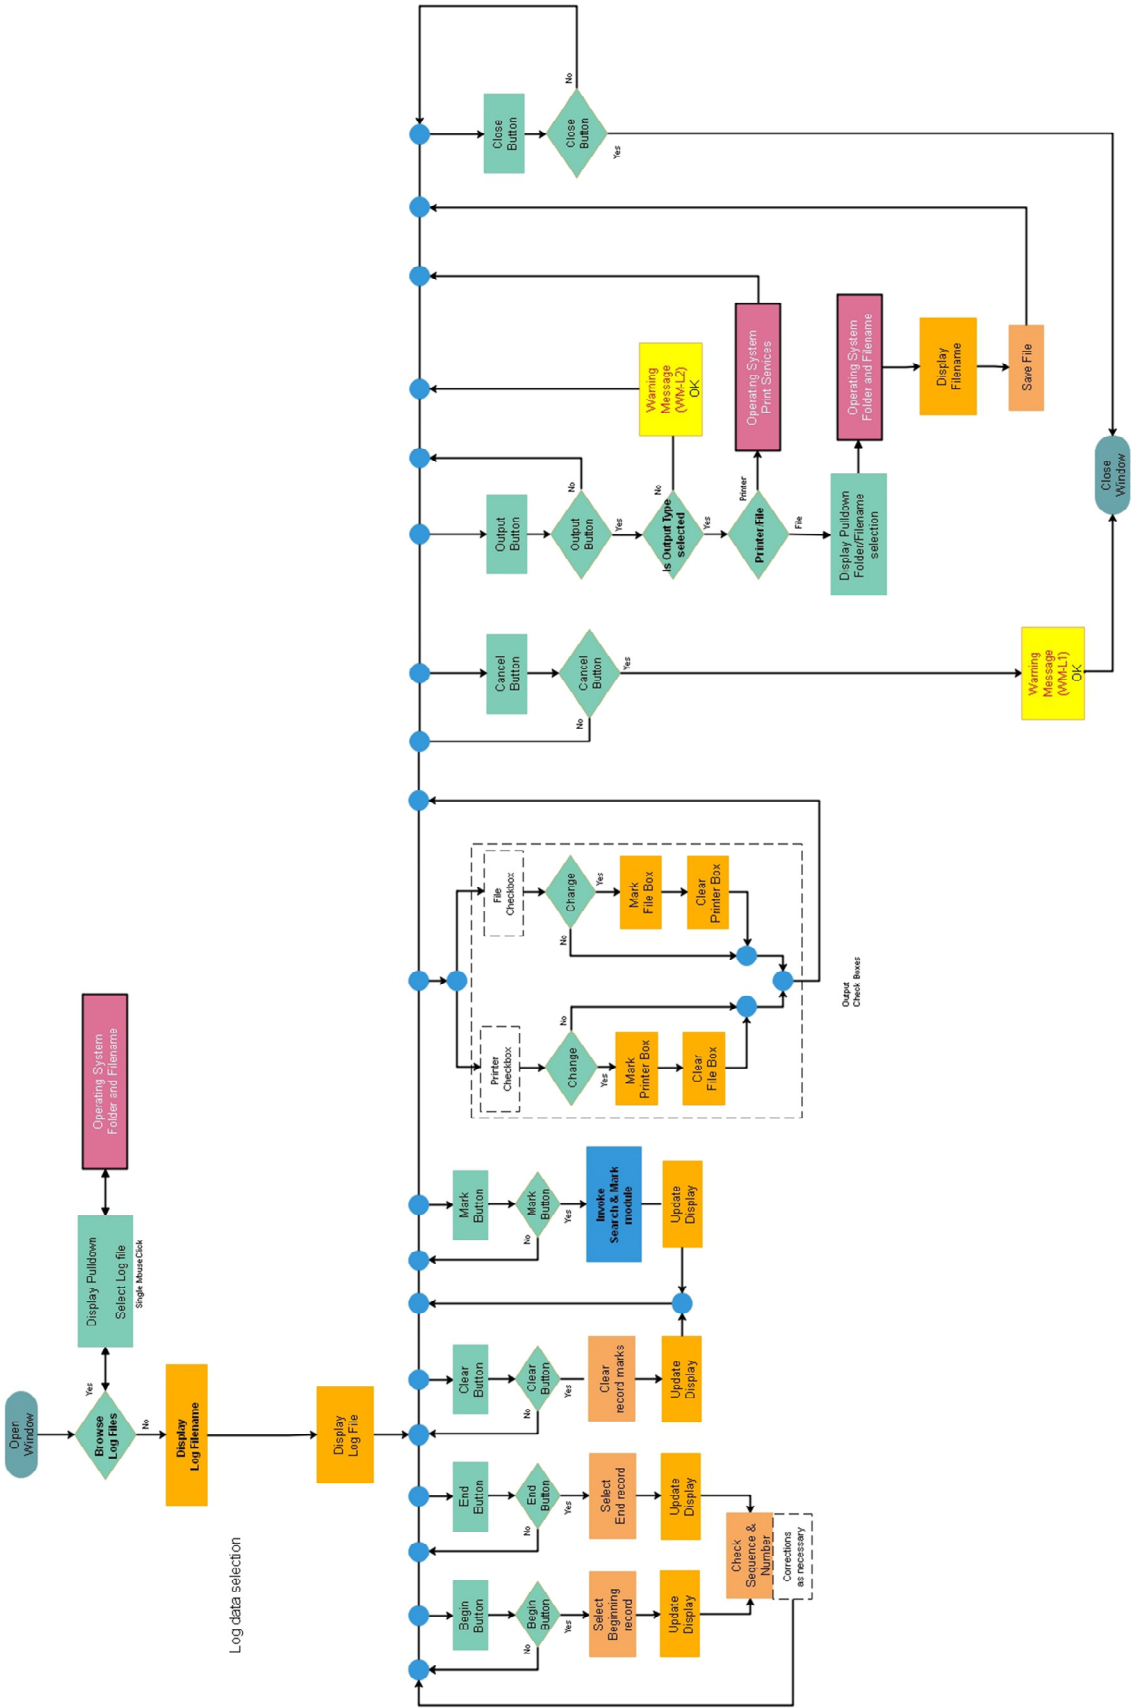 Open
Window
Browse
Log Files
Yes
No
Display Pulldown
Select Log file
Single MouseClick
Operating System
Folder and Filename
Display
Log Filename
Log data selection
Display
Log File
Begin
Button
Begin
Button
No
Yes
Select
Beginning
record
Update
Display
End
Button
End
Button
No
Yes
Select
End record
Update
Display
Check
Sequence &
Number
Corrections
as necessary
Clear
Button
Clear
Button
No
Yes
Clear
record marks
Update
Display
Mark
Button
Mark
Button
No
Yes
Invoke
Search & Mark
module
Update
Display
Printer
Checkbox
Change
No
Yes
Mark
Printer Box
Clear
File Box
File
Checkbox
Change
No
Yes
Mark
File Box
Clear
Printer Box
Output
Check Boxes
Cancel
Button
Cancel
Button
No
Yes
Warning
Message
(WM-L1)
OK
Output
Button
Output
Button
No
Yes
Is Output Type
selected
No
Yes
Warning
Message
(WM-L2)
OK
Printer/File
Printer
File
Operating System
Print Services
Display Pulldown
Folder/Filename
selection
Operating System
Folder and Filename
Display
Filename
Save File
Close
Button
Close
Button
No
Yes
Close
Window